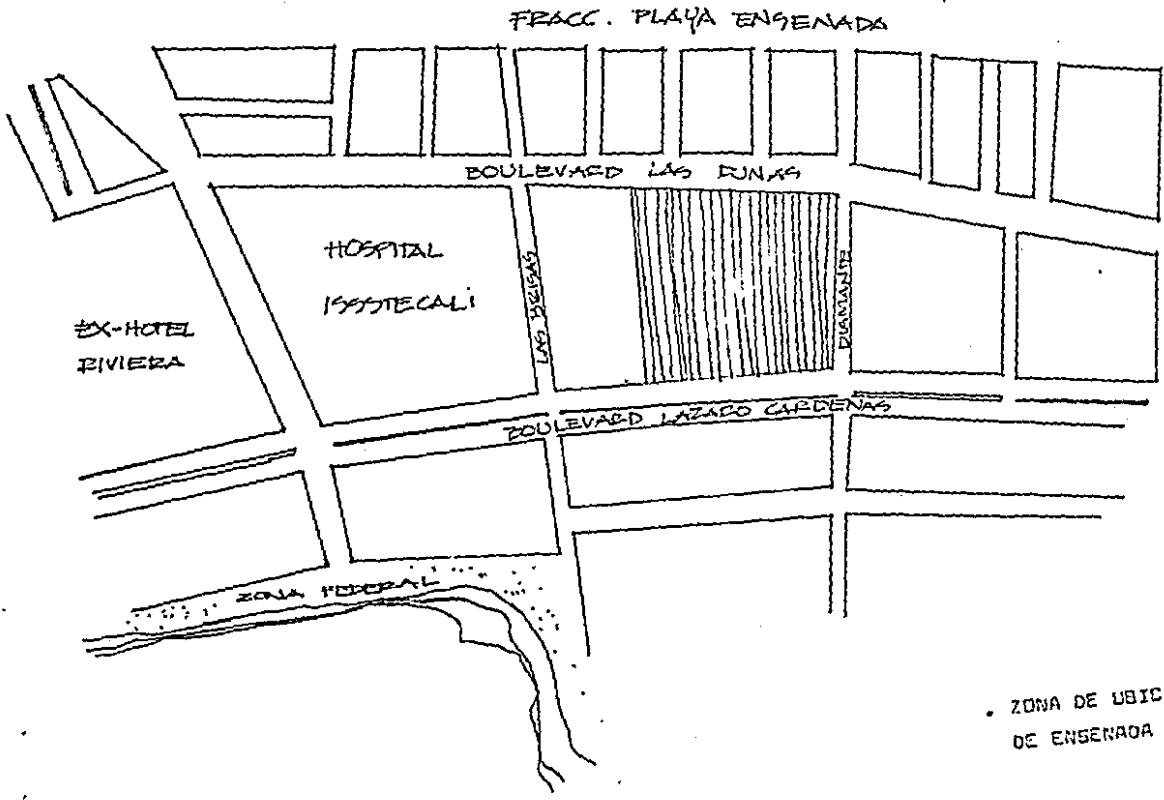 FRACC. PLAYA ENSENADA
BOULEVARD LAS DUNAS
HOSPITAL
ISSSTECALI
LAS BRISAS
DIAMANTE
EX-HOTEL
RIVIERA
BOULEVARD LAZARO CARDENAS
ZONA FEDERAL
. ZONA DE UBIC
DE ENSENADA